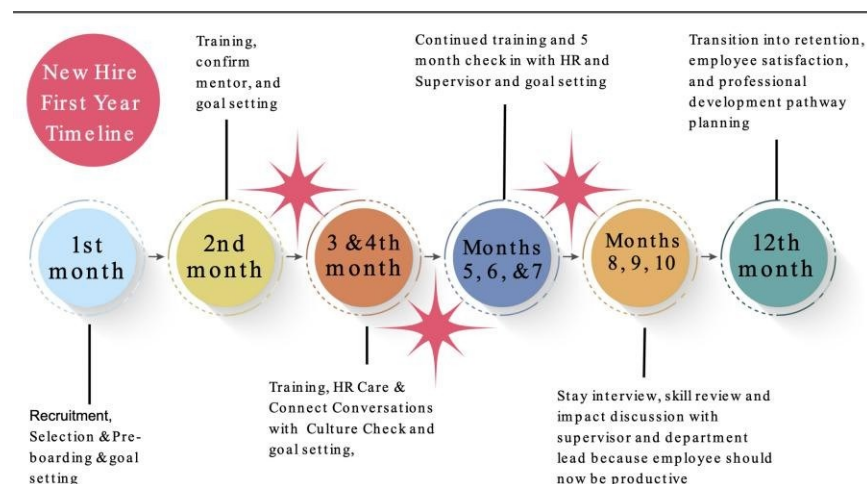 New Hire
First Year
Timeline
Training,
confirm
mentor, and
goal setting
Continued training and 5
month check in with HR and
Supervisor and goal setting
Transition into retention,
employee satisfaction,
and professional
development pathway
planning
1st
month
2nd
month
3 &4th
month
Months
5, 6, &7
Months
8, 9, 10
12th
month
Recruitment,
Selection &Pre-
boarding &goal
setting
Training, HR Care &
Connect Conversations
with Culture Check and
goal setting,
Stay interview, skill review and
impact discussion with
supervisor and department
lead because employee should
now be productive